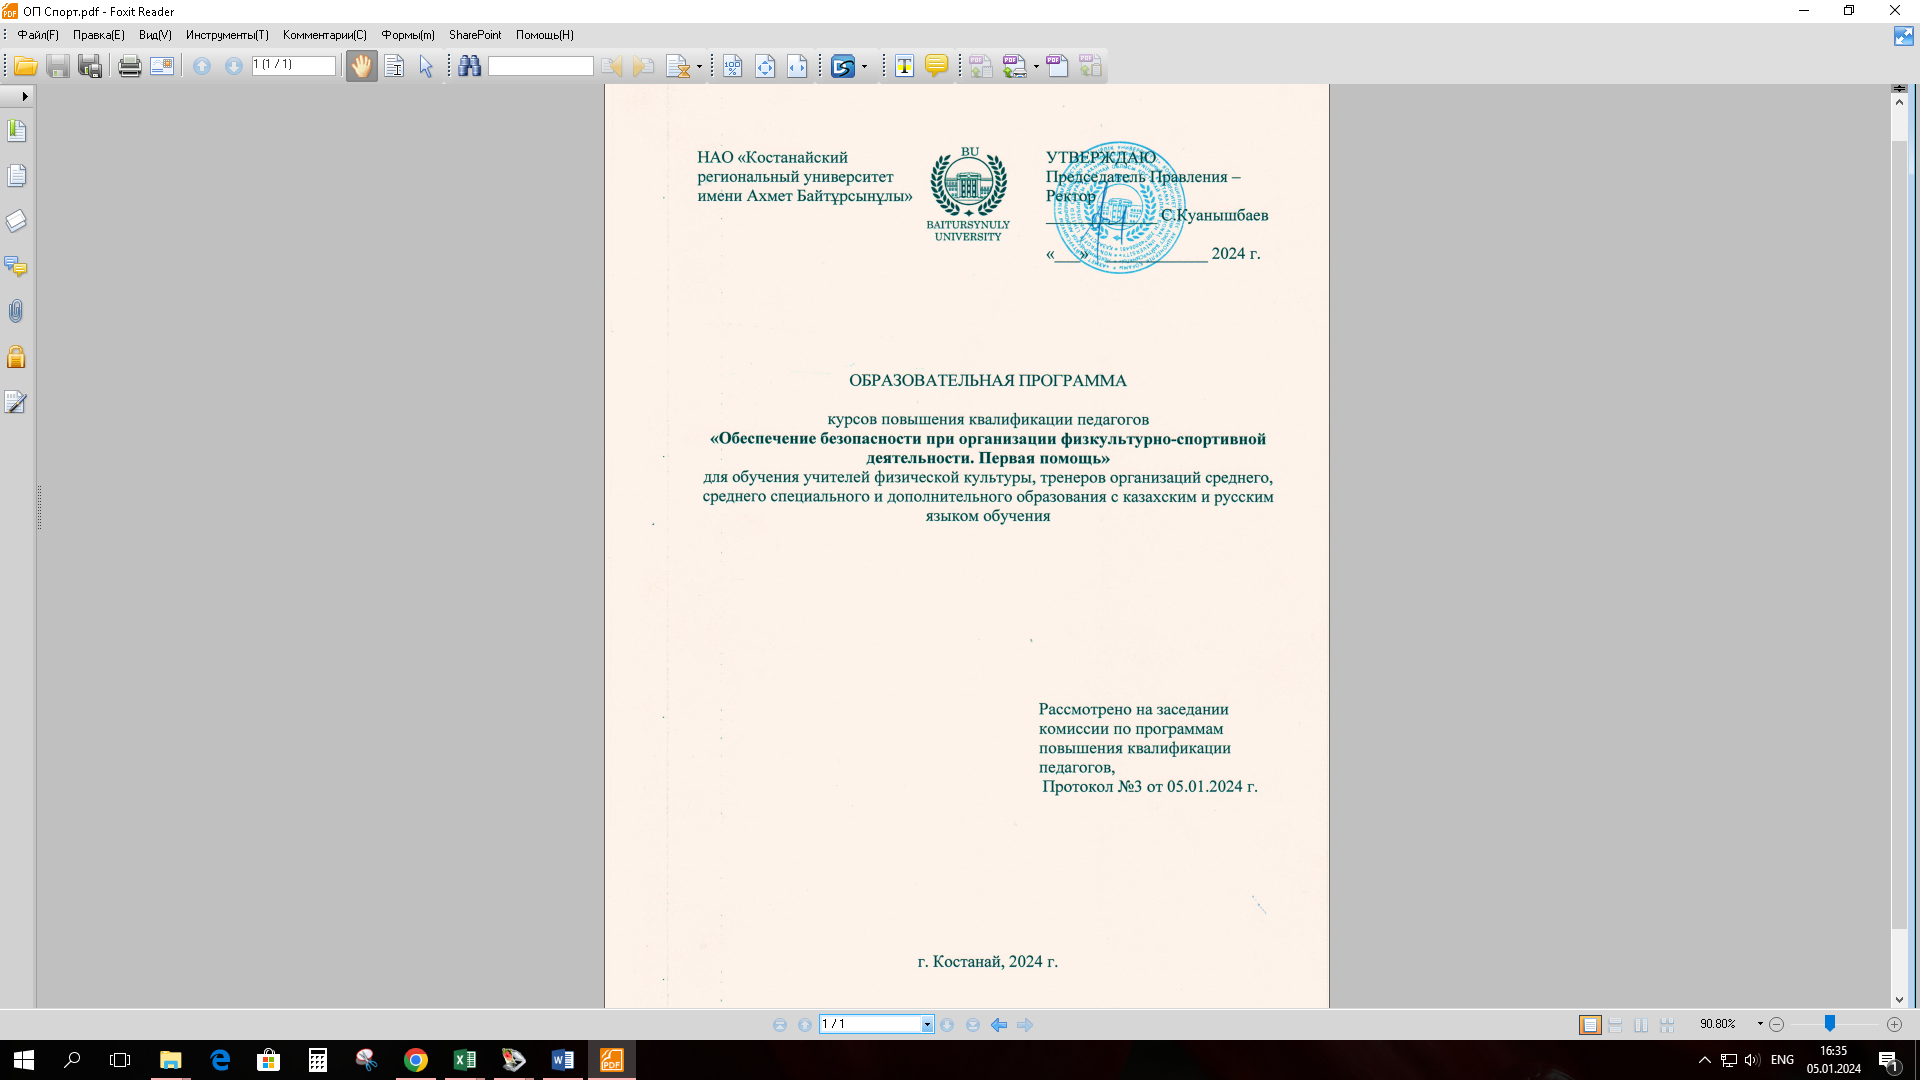 ОП Спорт.pdf - Foxit Reader
Файл(F) Правка(E) Вид(V) Инструменты(T) Комментарии(C) Формы(m) SharePoint Помощь(H)
1 (1 / 1)
НАО «Костанайский
региональный университет
имени Ахмет Байтұрсынұлы»
BU
BAITURSYNULY
UNIVERSITY
УТВЕРЖДАЮ
Председатель Правления –
Ректор
______________ С.Куанышбаев
«___» _____________ 2024 г.
ОБРАЗОВАТЕЛЬНАЯ ПРОГРАММА
курсов повышения квалификации педагогов
«Обеспечение безопасности при организации физкультурно-спортивной
деятельности. Первая помощь»
для обучения учителей физической культуры, тренеров организаций среднего,
среднего специального и дополнительного образования с казахским и русским
языком обучения
Рассмотрено на заседании
комиссии по программам
повышения квалификации
педагогов,
Протокол №3 от 05.01.2024 г.
г. Костанай, 2024 г.
1 / 1
90.80%
ENG
16:35
05.01.2024
1